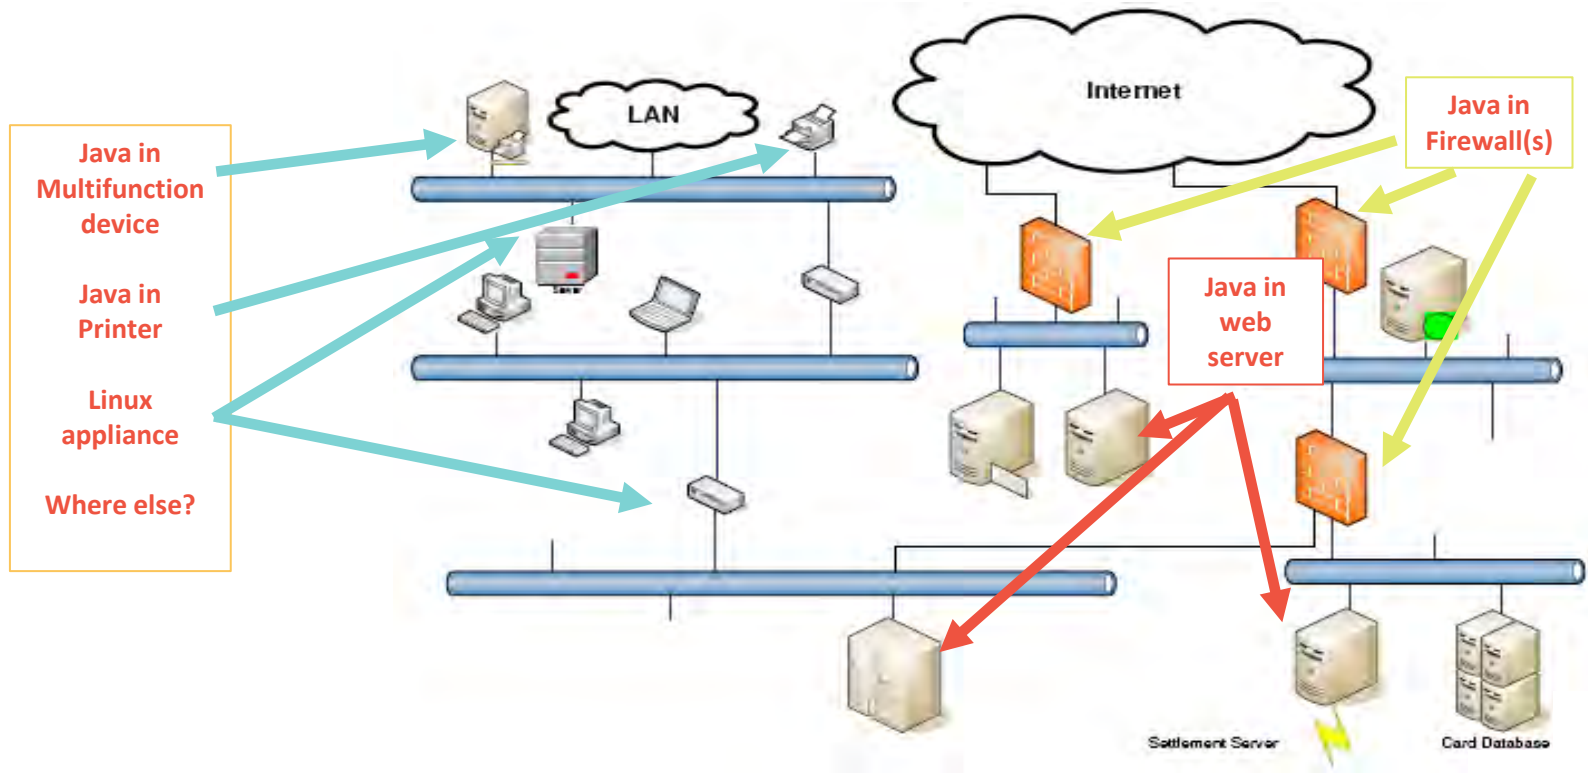 Internet
LAN
Java in
Firewall(s)
Java in
Multifunction
device
Java in
Printer
Linux
appliance
Where else?
Server
Java in
web
server
Settlement Server
Card Database